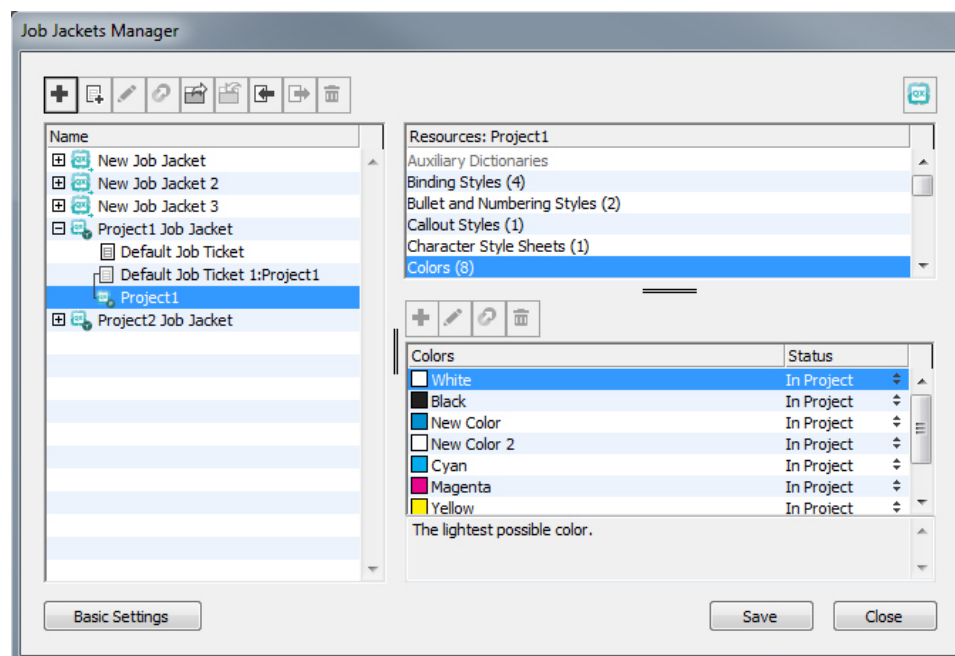 Job Jackets Manager
Name
New Job Jacket
New Job Jacket 2
New Job Jacket 3
Project1 Job Jacket
Default Job Ticket
Default Job Ticket 1:Project1
Project1
Project2 Job Jacket
Resources: Project1
Auxiliary Dictionaries
Binding Styles (4)
Bullet and Numbering Styles (2)
Callout Styles (1)
Character Style Sheets (1)
Colors (8)
Colors Status
White In Project
Black In Project
New Color In Project
New Color 2 In Project
Cyan In Project
Magenta In Project
Yellow In Project
The lightest possible color.
Basic Settings
Save
Close